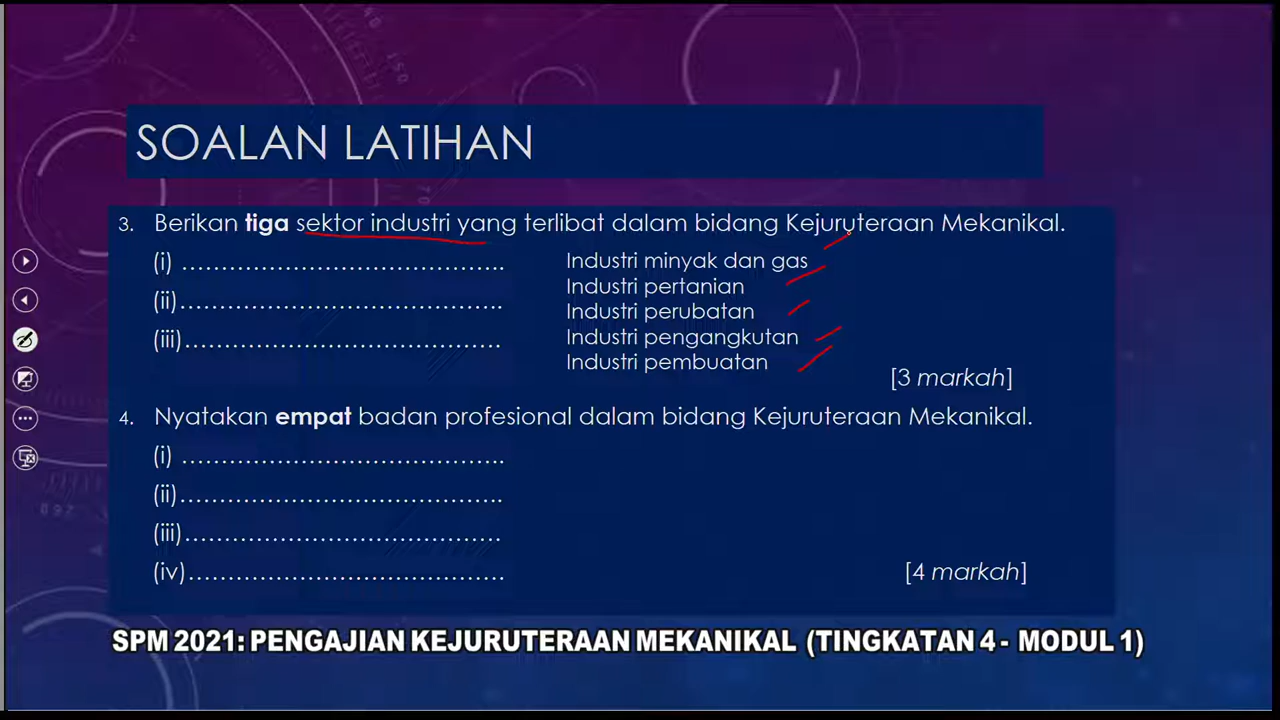 SOALAN LATIHAN
3. Berikan tiga sektor industri yang terlibat dalam bidang Kejuruteraan Mekanikal.
(i) ……………………………………….
Industri minyak dan gas
Industri pertanian
(ii)……………………………………….
Industri perubatan
(iii)………………………………………
Industri pengangkutan
Industri pembuatan
[3 markah]
4. Nyatakan empat badan profesional dalam bidang Kejuruteraan Mekanikal.
(i) ……………………………………….
(ii)……………………………………….
(iii)………………………………………
(iv)………………………………………
[4 markah]
SPM 2021: PENGAJIAN KEJURUTERAAN MEKANIKAL (TINGKATAN 4 - MODUL 1)